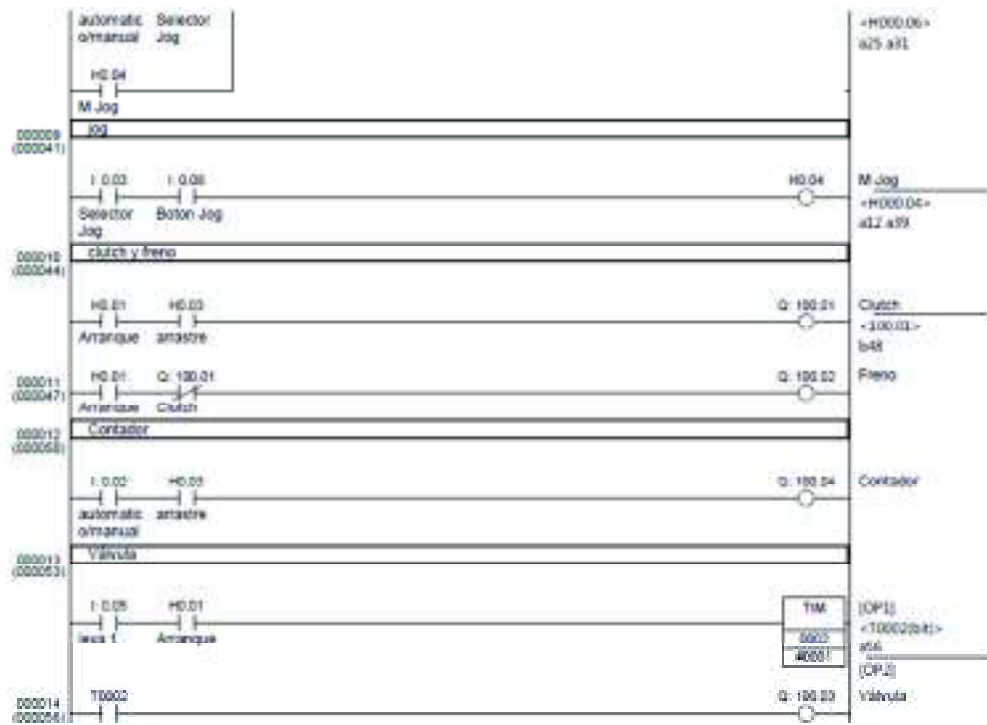 automatic Selector
o/manual Jog
<H000.06>
a25 a31
H0.04
M Jog
000009
(000041)
jog
I: 0.03 I: 0.08 H0.04 M Jog
Selector Boton Jog
Jog
<H000.04>
a12 a39
000010
(000044)
clutch y freno
H0.01 H0.03 Q: 100.01 Clutch
Arranque arrastre
<100.01>
b48
000011
(000047)
H0.01 Q: 100.01 Q: 100.02 Freno
Arranque Clutch
000012
(000050)
Contador
I: 0.02 H0.03 Q: 100.04 Contador
automatic arrastre
o/manual
000013
(000053)
Válvula
I: 0.05 H0.01 TIM [OP1]
leva 1 Arranque
0002
#0001
<T0002(bit)>
a56
[OP2]
000014
(000056)
T0002 Q: 100.03 Válvula